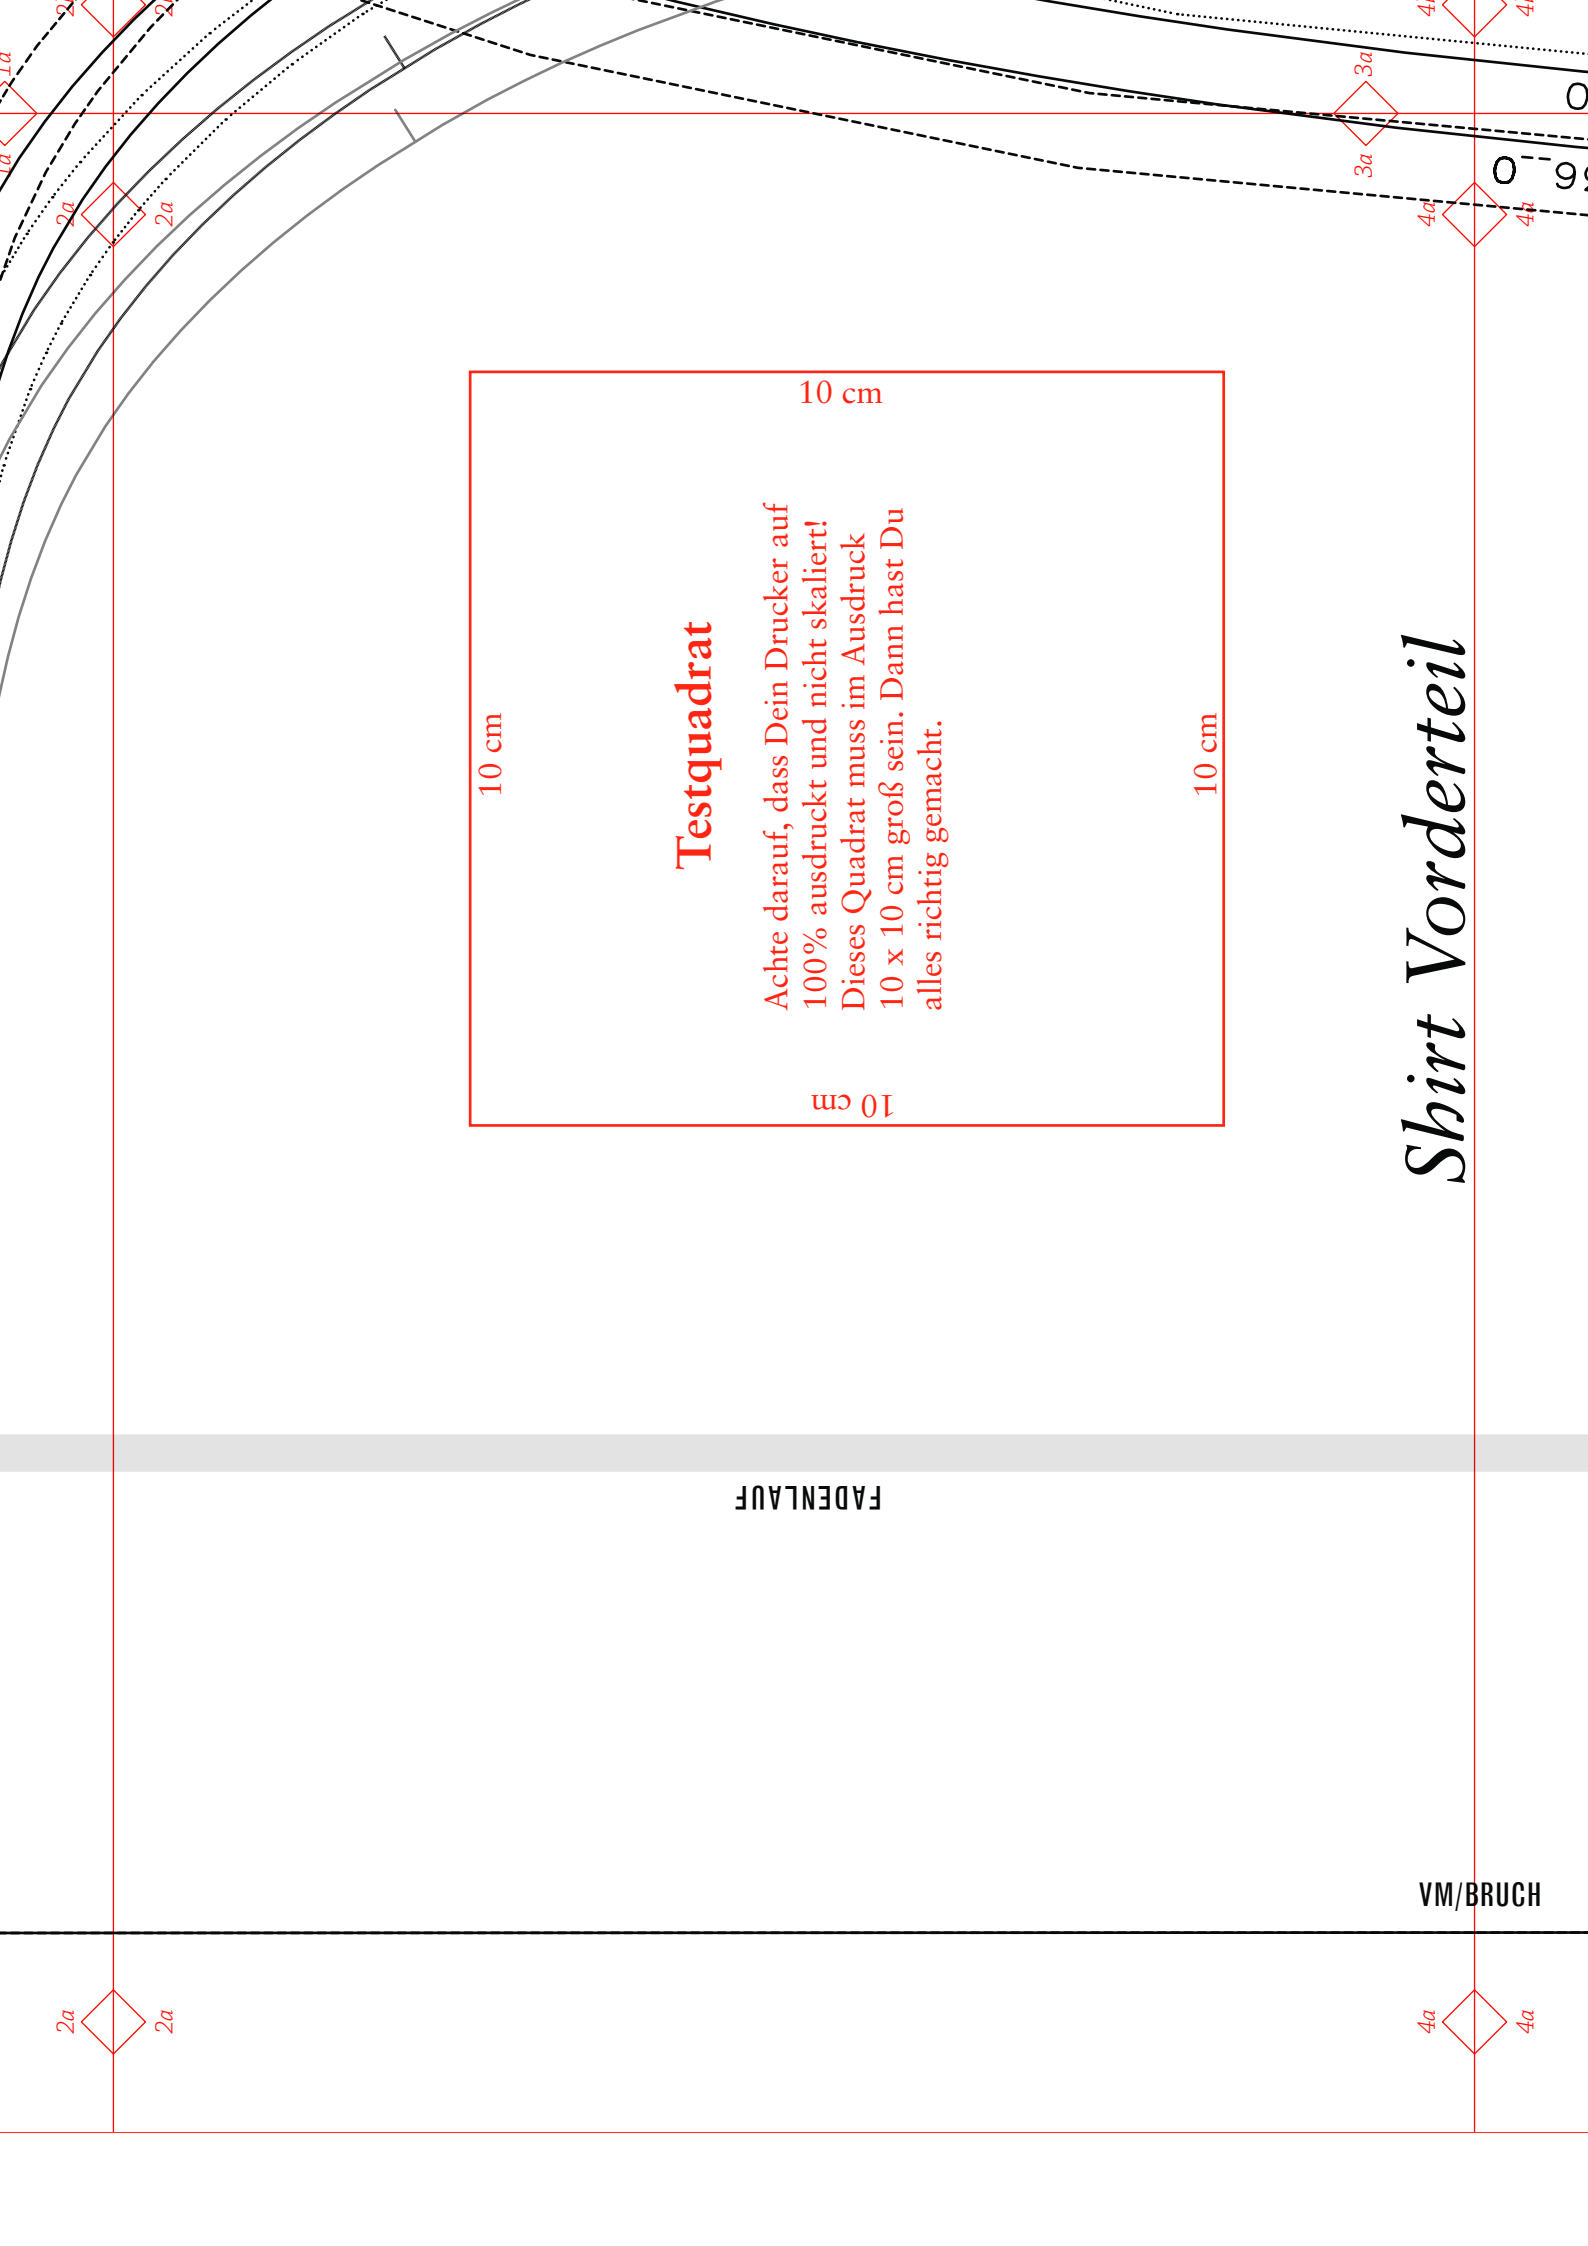 1a
1a
2a
2a
3a
3a
4a
4a
10 cm
10 cm
10 cm
10 cm
Testquadrat
Achte darauf, dass Dein Drucker auf
100% ausdruckt und nicht skaliert!
Dieses Quadrat muss im Ausdruck
10 x 10 cm groß sein. Dann hast Du
alles richtig gemacht.
Shirt Vorderteil
FADENLAUF
VM/BRUCH
2a
2a
4a
4a